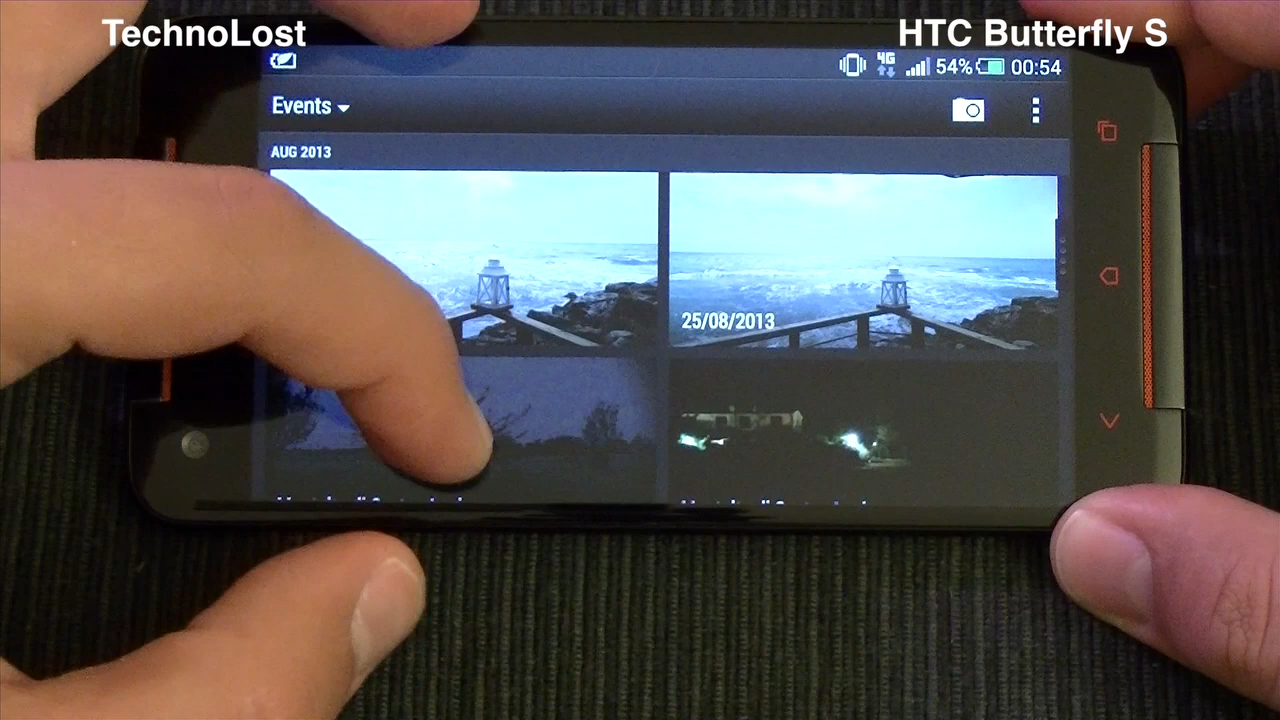 TechnoLost
HTC Butterfly S
4G 54% 00:54
Events
AUG 2013
25/08/2013